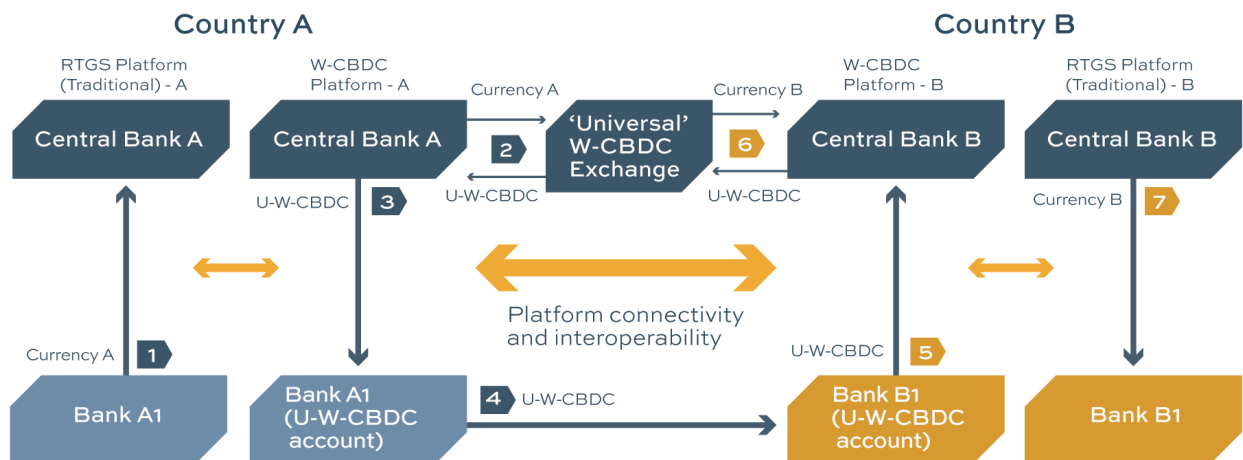 Country A
Country B
RTGS Platform
(Traditional) - A
W-CBDC
Platform - A
W-CBDC
Platform - B
RTGS Platform
(Traditional) - B
Central Bank A
Central Bank A
Currency A
2
U-W-CBDC
‘Universal’
W-CBDC
Exchange
Currency B
6
U-W-CBDC
Central Bank B
Central Bank B
U-W-CBDC
3
Currency B
7
Platform connectivity
and interoperability
Currency A
1
U-W-CBDC
5
Bank A1
Bank A1
(U-W-CBDC
account)
4
U-W-CBDC
Bank B1
(U-W-CBDC
account)
Bank B1